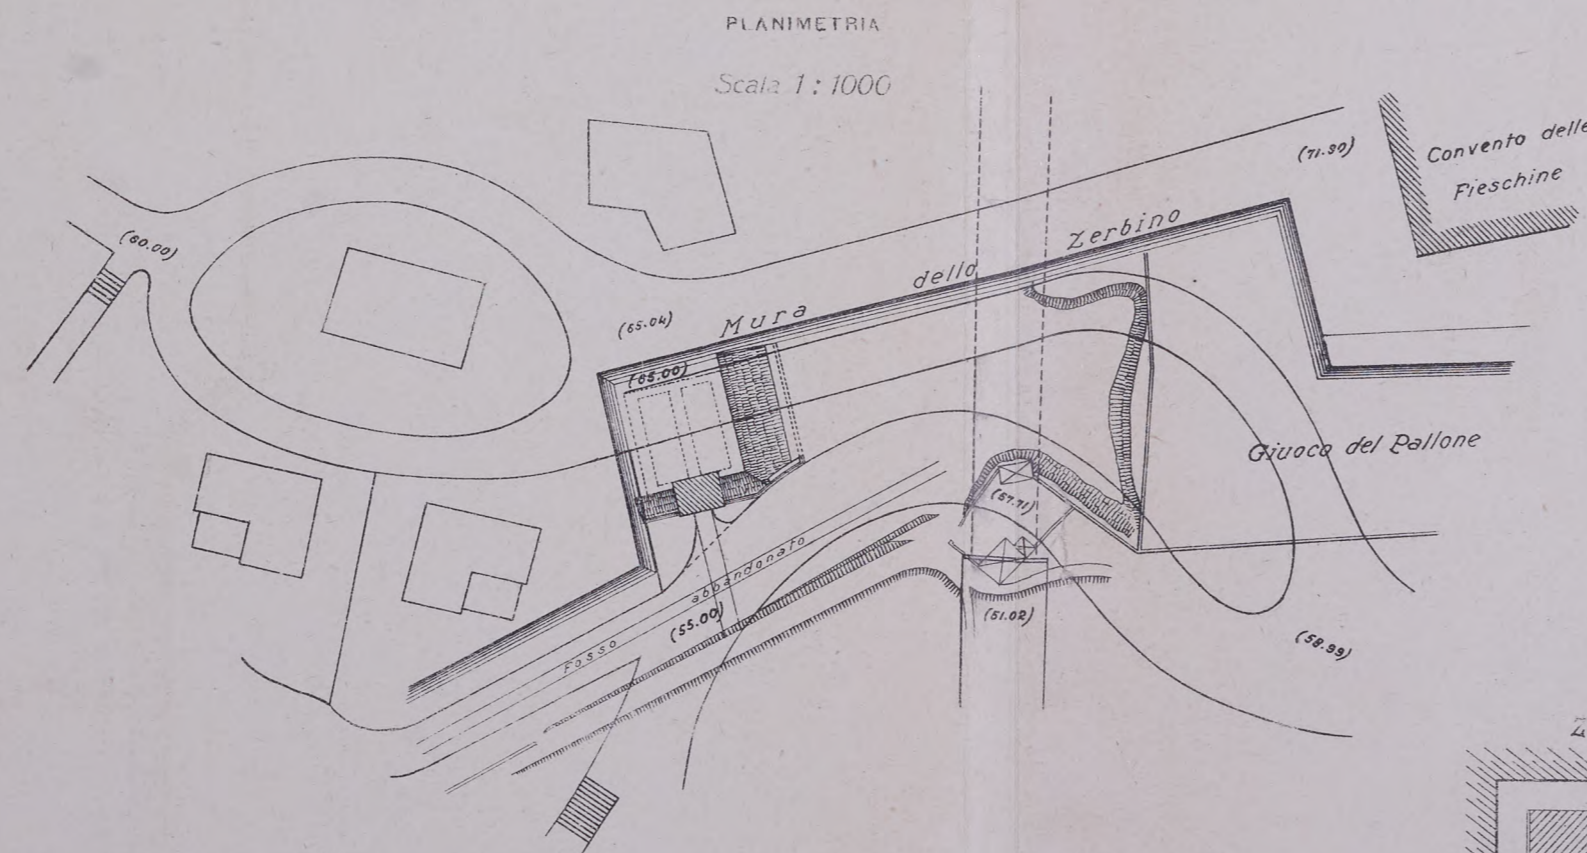 PLANIMETRIA
Scala 1 : 1000
(71.90)
Convento delle
Fieschine
(60.00)
Mura dello Zerbino
(65.04)
(65.00)
Giuoco del Pallone
(57.71)
Fosso abbandonato
(55.00)
(51.02)
(58.99)